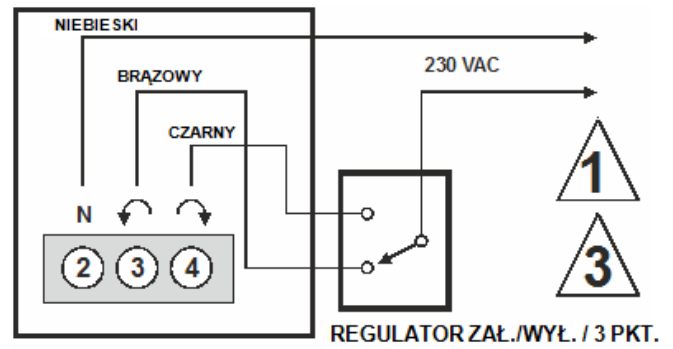 NIEBIESKI
230 VAC
BRĄZOWY
CZARNY
1
N
2 3 4
3
REGULATOR ZAŁ./WYŁ. / 3 PKT.